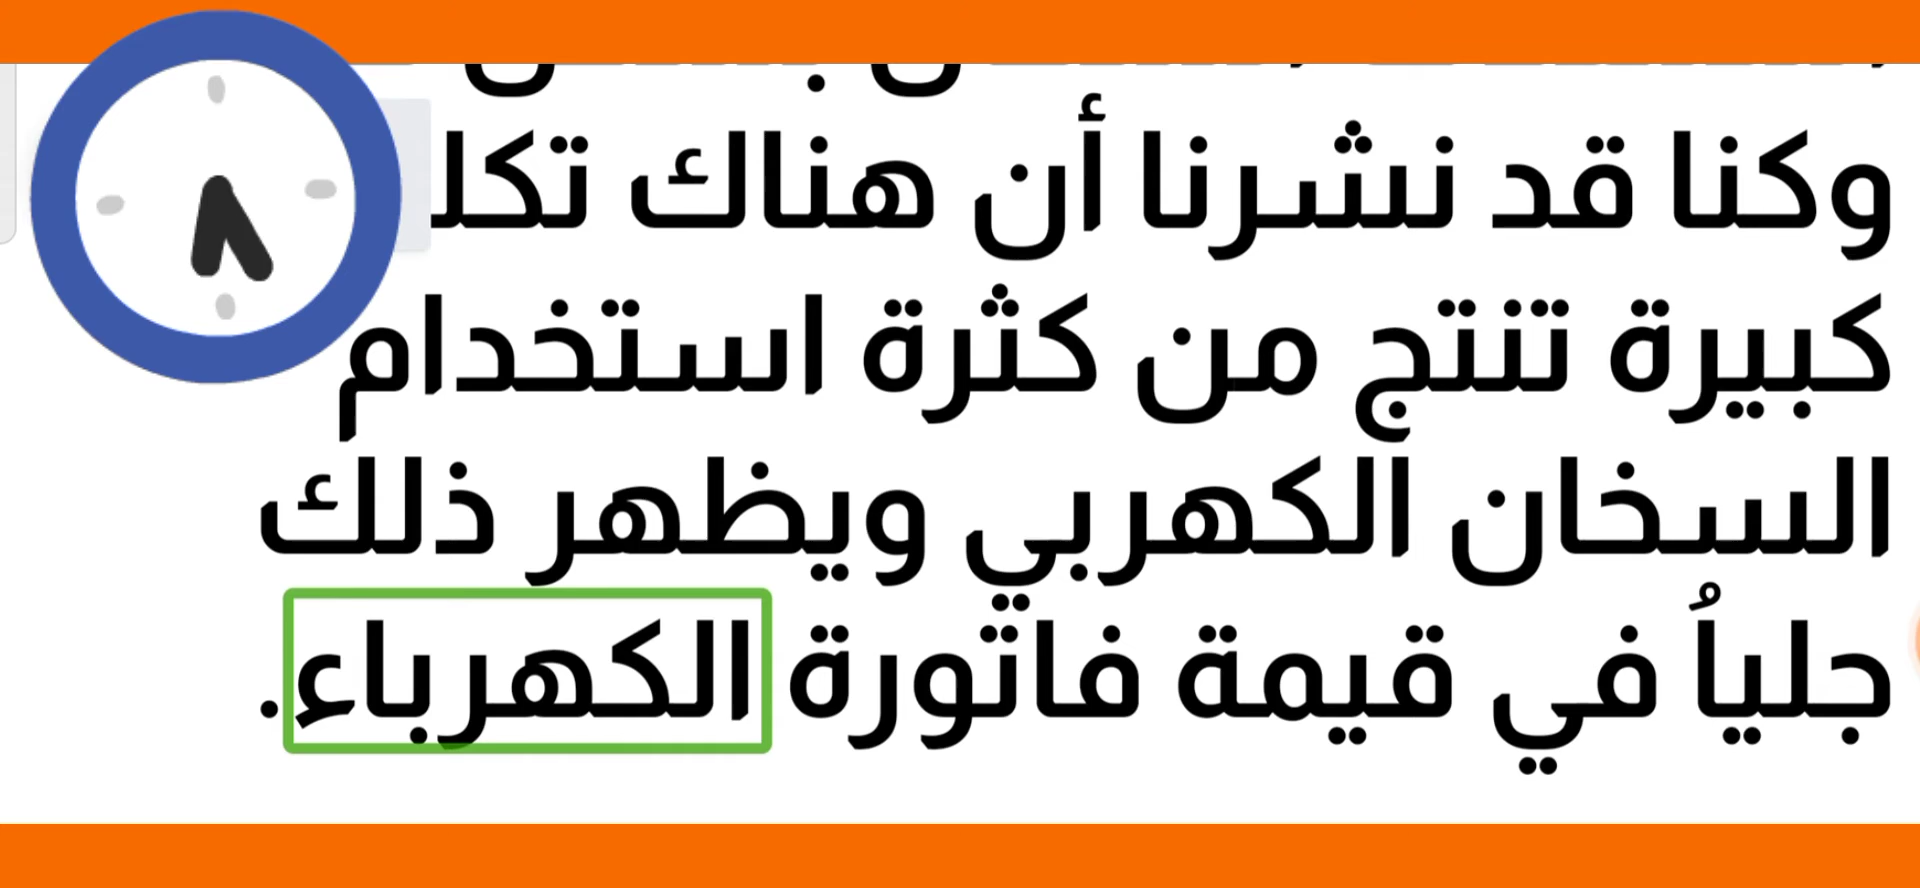 وكنا قد نشرنا أن هناك
كبيرة تنتج من كثرة استخدام
السخان الكهربي ويظهر ذلك
جلياُ في قيمة فاتورة الكهرباء.